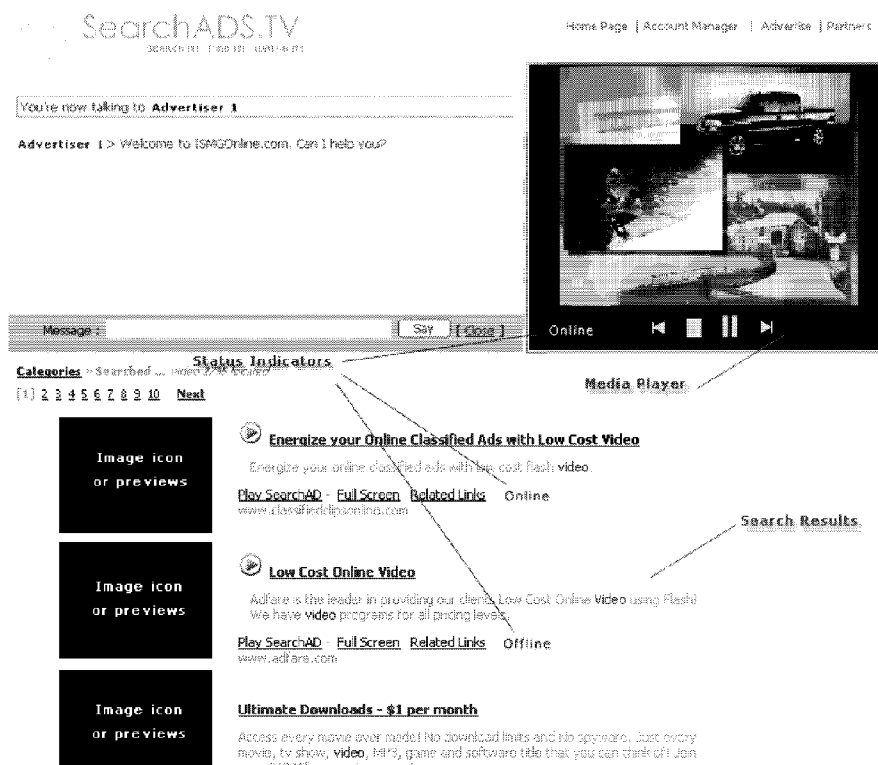 SearchADS.TV
Home Page | Account Manager | Advertise | Partners
You're now talking to Advertiser 1
Advertiser 1 > Welcome to ISMGOnline.com. Can I help you?
Message :
Say [ Close ]
Online
Status Indicators
Categories > Searched ...
Media Player
[1] 2 3 4 5 6 7 8 9 10 Next
Image icon
or previews
Energize your Online Classified Ads with Low Cost Video
Energize your online classified ads with low cost flash video.
Play SearchAD - Full Screen Related Links Online
www.classifiedclipsonline.com
Search Results
Image icon
or previews
Low Cost Online Video
Adfare is the leader in providing our clients Low Cost Online Video using Flash!
We have video programs for all pricing levels.
Play SearchAD - Full Screen Related Links Offline
www.adfare.com
Image icon
or previews
Ultimate Downloads - $1 per month
Access every movie ever made! No download limits and No spyware. Just every
movie, tv show, video, MP3, game and software title that you can think of! Join